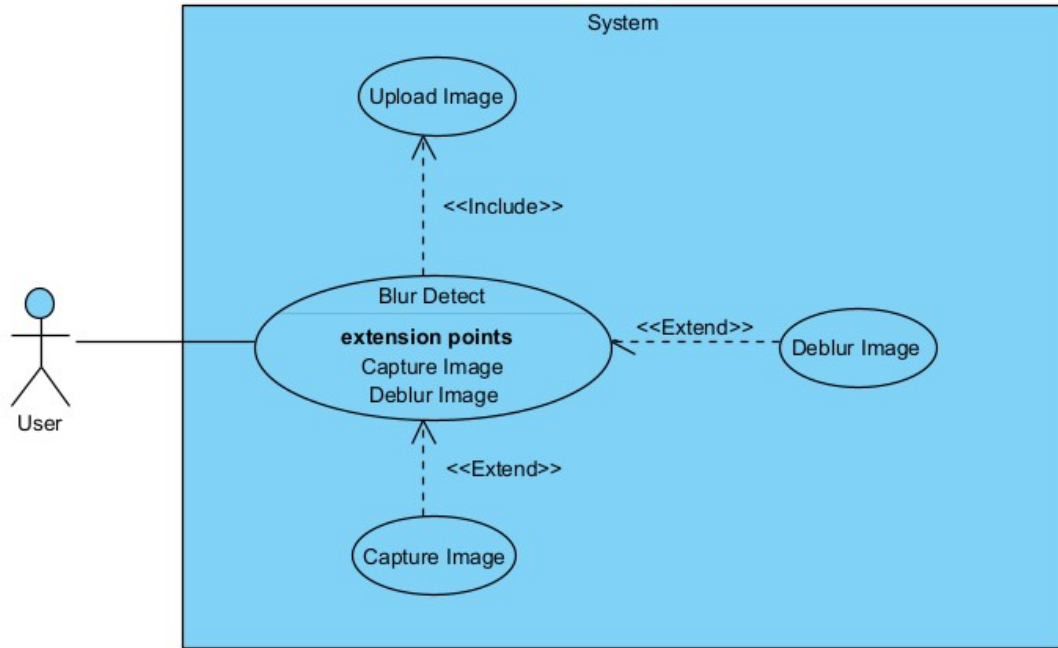 System
Upload Image
<<Include>>
Blur Detect
extension points
Capture Image
Deblur Image
<<Extend>>
Deblur Image
User
<<Extend>>
Capture Image